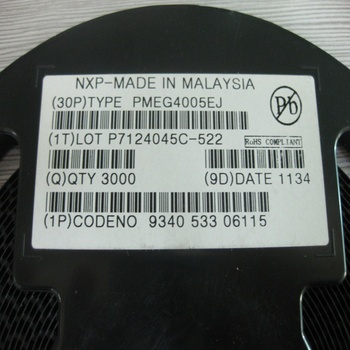 NXP-MADE IN MALAYSIA
(30P)TYPE PMEG4005EJ
Pb
(1T)LOT P7124045C-522
RoHS COMPLIANT
(Q)QTY 3000 (9D)DATE 1134
(1P)CODENO 9340 533 06115